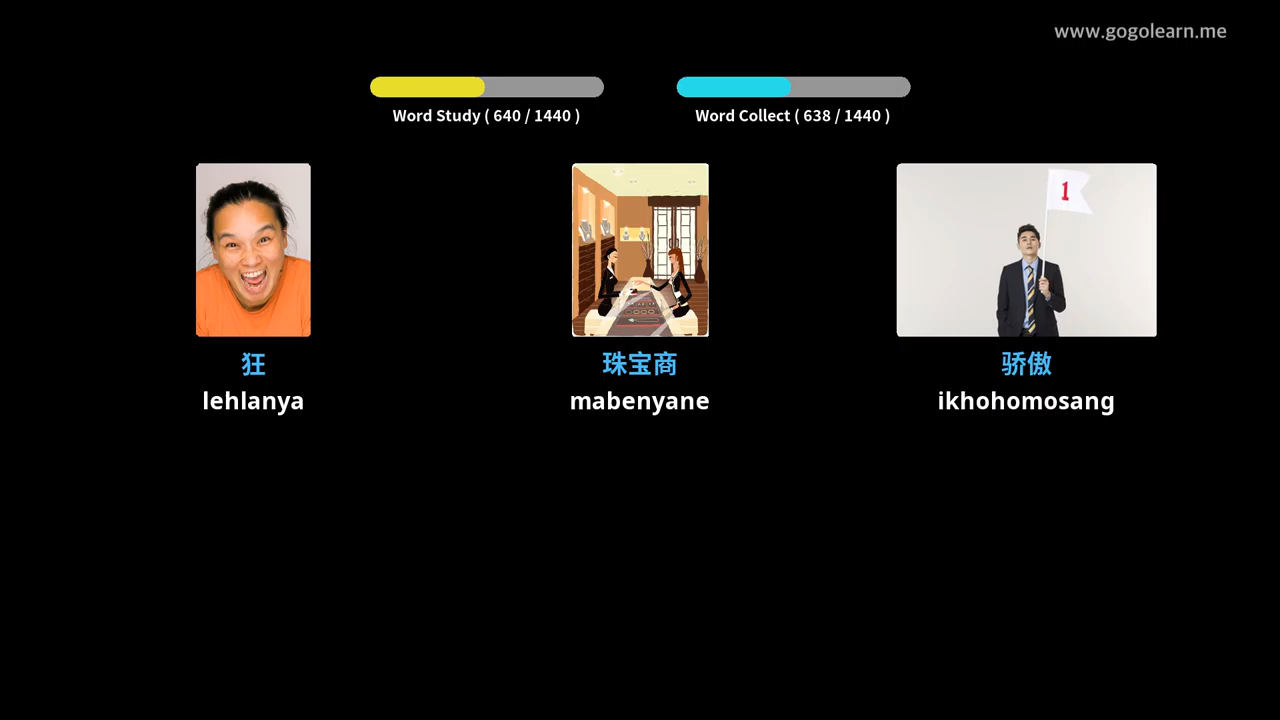 www.gogolearn.me
Word Study ( 640 / 1440 )
Word Collect ( 638 / 1440 )
1
狂
珠宝商
骄傲
lehlanya
mabenyane
ikhohomosang